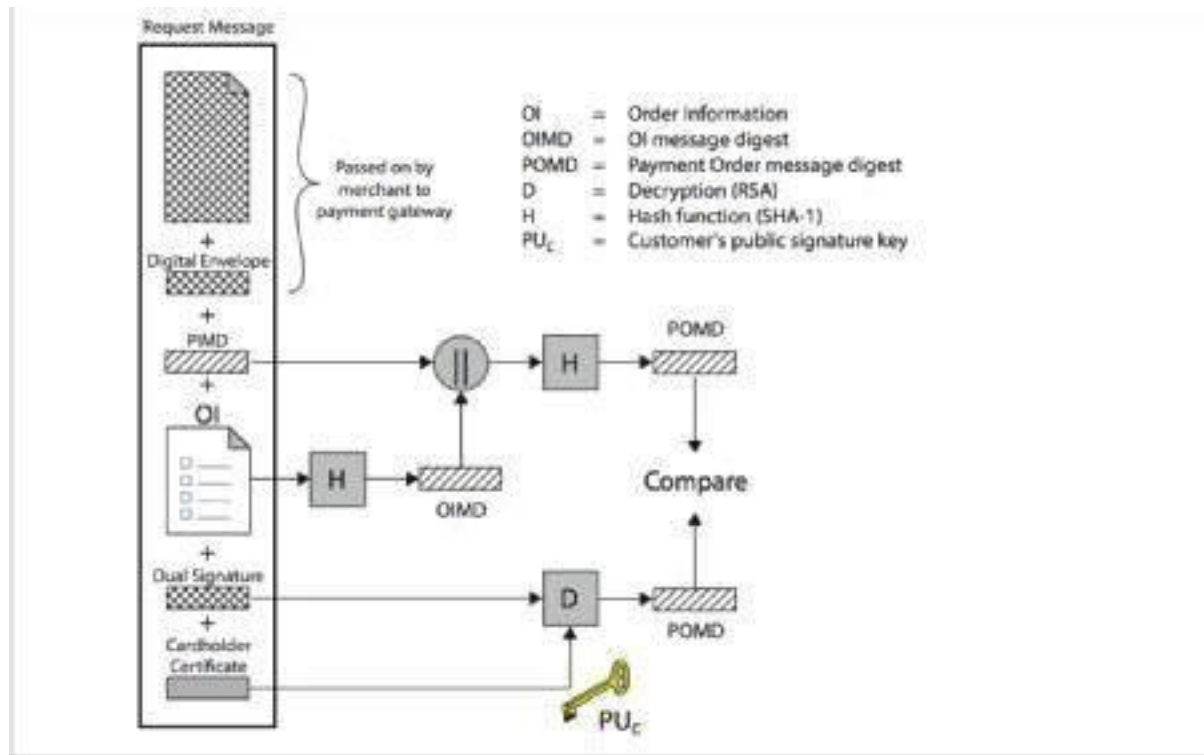 Request Message
Passed on by
merchant to
payment gateway
OI = Order Information
OIMD = OI message digest
POMD = Payment Order message digest
D = Decryption (RSA)
H = Hash function (SHA-1)
PUc = Customer's public signature key
+
Digital Envelope
+
PIMD
+
OI
||
H
POMD
H
OIMD
Compare
+
Dual Signature
D
POMD
+
Cardholder
Certificate
PUc